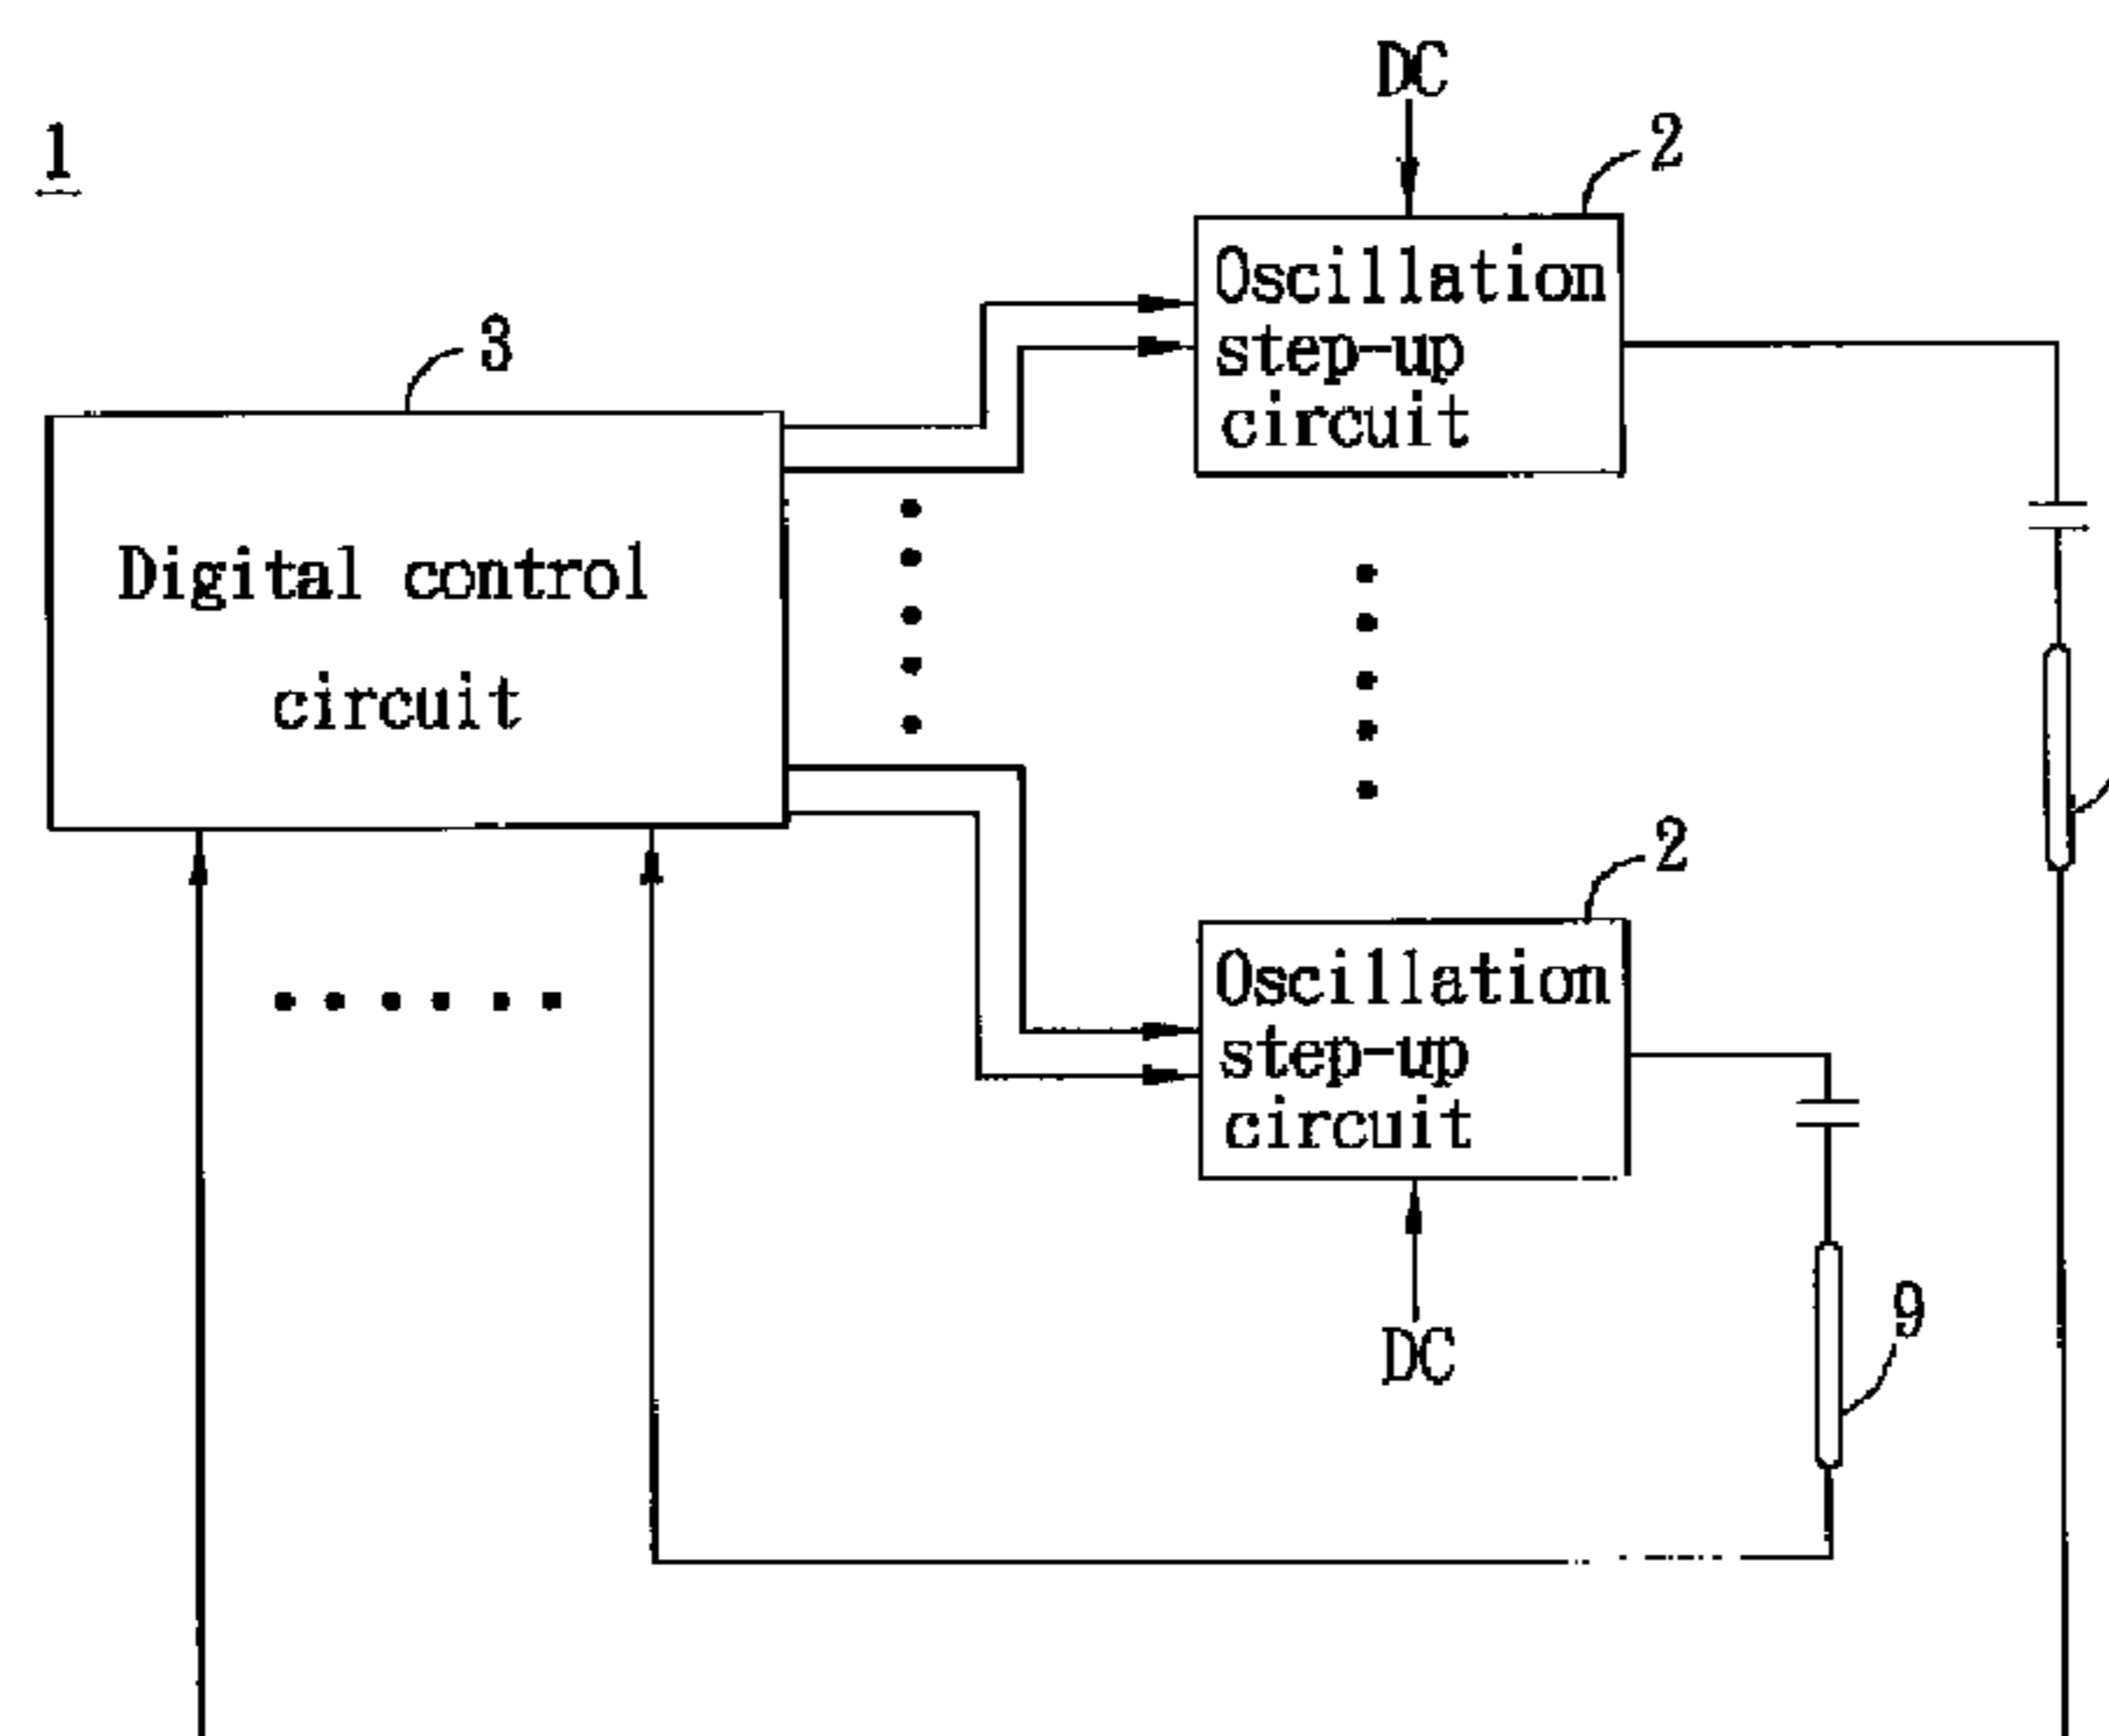 DC
1
2
Oscillation
step-up
circuit
3
Digital control
circuit
2
Oscillation
step-up
circuit
DC
9